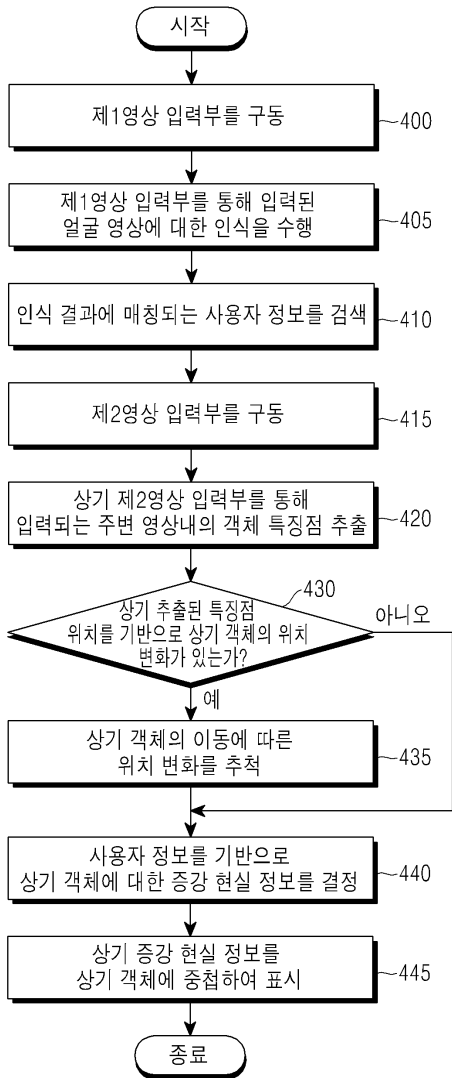 시작
제1영상 입력부를 구동
400
제1영상 입력부를 통해 입력된
얼굴 영상에 대한 인식을 수행
405
인식 결과에 매칭되는 사용자 정보를 검색
410
제2영상 입력부를 구동
415
상기 제2영상 입력부를 통해
입력되는 주변 영상내의 객체 특징점 추출
420
430
상기 추출된 특징점
위치를 기반으로 상기 객체의 위치
변화가 있는가?
아니오
예
상기 객체의 이동에 따른
위치 변화를 추척
435
사용자 정보를 기반으로
상기 객체에 대한 증강 현실 정보를 결정
440
상기 증강 현실 정보를
상기 객체에 중첩하여 표시
445
종료